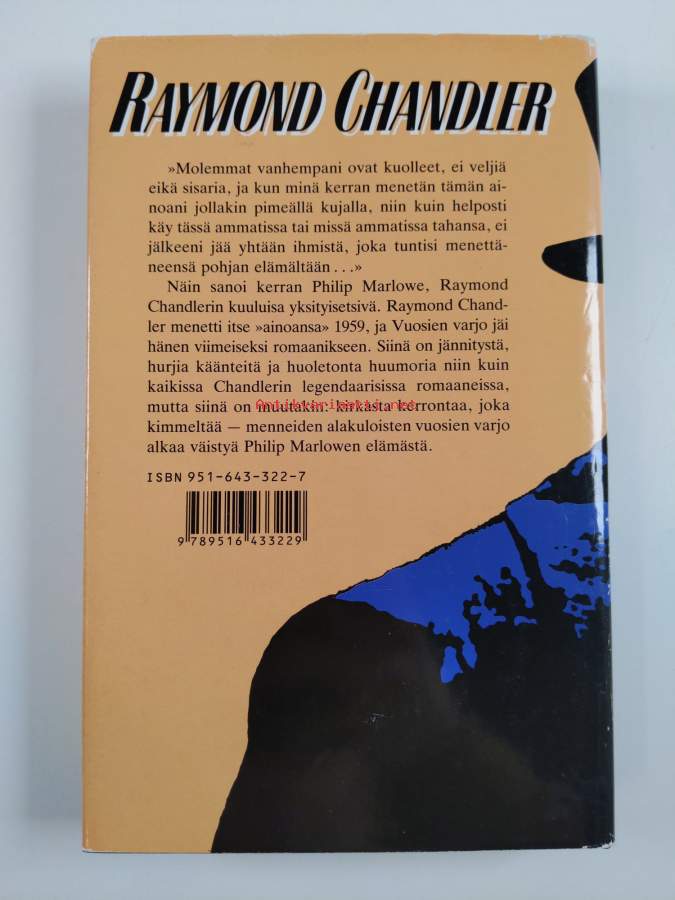 RAYMOND CHANDLER
»Molemmat vanhempani ovat kuolleet, ei veljiä
eikä sisaria, ja kun minä kerran menetän tämän ai-
noani jollakin pimeällä kujalla, niin kuin helposti
käy tässä ammatissa tai missä ammatissa tahansa, ei
jälkeeni jää yhtään ihmistä, joka tuntisi menettä-
neensä pohjan elämältään...»
Näin sanoi kerran Philip Marlowe, Raymond
Chandlerin kuuluisa yksityisetsivä. Raymond Chand-
ler menetti itse »ainoansa» 1959, ja Vuosien varjo jäi
hänen viimeiseksi romaanikseen. Siinä on jännitystä,
hurjia käänteitä ja huoletonta huumoria niin kuin
kaikissa Chandlerin legendaarisissa romaaneissa,
mutta siinä on muutakin: kirkasta kerrontaa, joka
Antikvariaatti.net
kimmeltää — menneiden alakuloisten vuosien varjo
alkaa väistyä Philip Marlowen elämästä.
ISBN 951-643-322-7
9 789516 433229